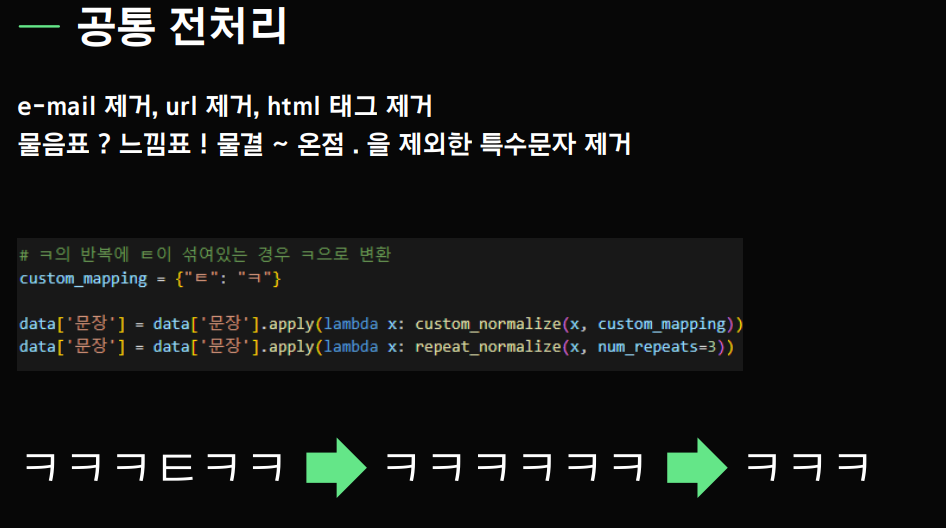 공통 전처리
e-mail 제거, url 제거, html 태그 제거
물음표 ? 느낌표 ! 물결 ~ 온점 . 을 제외한 특수문자 제거
# ㅋ의 반복에 ㅌ이 섞여있는 경우 ㅋ으로 변환
custom_mapping = {"ㅌ": "ㅋ"}
data['문장'] = data['문장'].apply(lambda x: custom_normalize(x, custom_mapping))
data['문장'] = data['문장'].apply(lambda x: repeat_normalize(x, num_repeats=3))
ㅋㅋㅋㅌㅋㅋ ㅋㅋㅋㅋㅋㅋ ㅋㅋㅋ